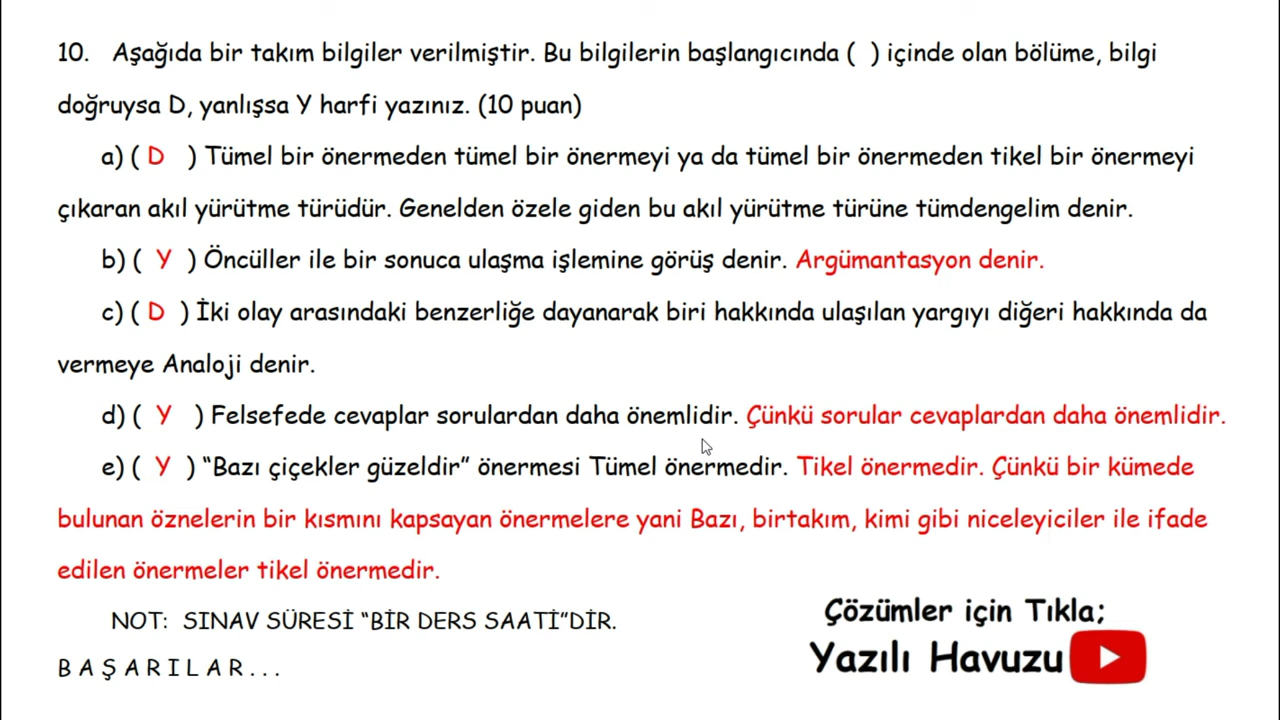 10. Aşağıda bir takım bilgiler verilmiştir. Bu bilgilerin başlangıcında ( ) içinde olan bölüme, bilgi
doğruysa D, yanlışsa Y harfi yazınız. (10 puan)
a) ( D ) Tümel bir önermeden tümel bir önermeyi ya da tümel bir önermeden tikel bir önermeyi
çıkaran akıl yürütme türüdür. Genelden özele giden bu akıl yürütme türüne tümdengelim denir.
b) ( Y ) Öncüller ile bir sonuca ulaşma işlemine görüş denir. Argümantasyon denir.
c) ( D ) İki olay arasındaki benzerliğe dayanarak biri hakkında ulaşılan yargıyı diğeri hakkında da
vermeye Analoji denir.
d) ( Y ) Felsefede cevaplar sorulardan daha önemlidir. Çünkü sorular cevaplardan daha önemlidir.
e) ( Y ) “Bazı çiçekler güzeldir” önermesi Tümel önermedir. Tikel önermedir. Çünkü bir kümede
bulunan öznelerin bir kısmını kapsayan önermelere yani Bazı, birtakım, kimi gibi niceleyiciler ile ifade
edilen önermeler tikel önermedir.
NOT: SINAV SÜRESİ “BİR DERS SAATİ”DİR.
B A Ş A R I L A R . . .
Çözümler için Tıkla;
Yazılı Havuzu